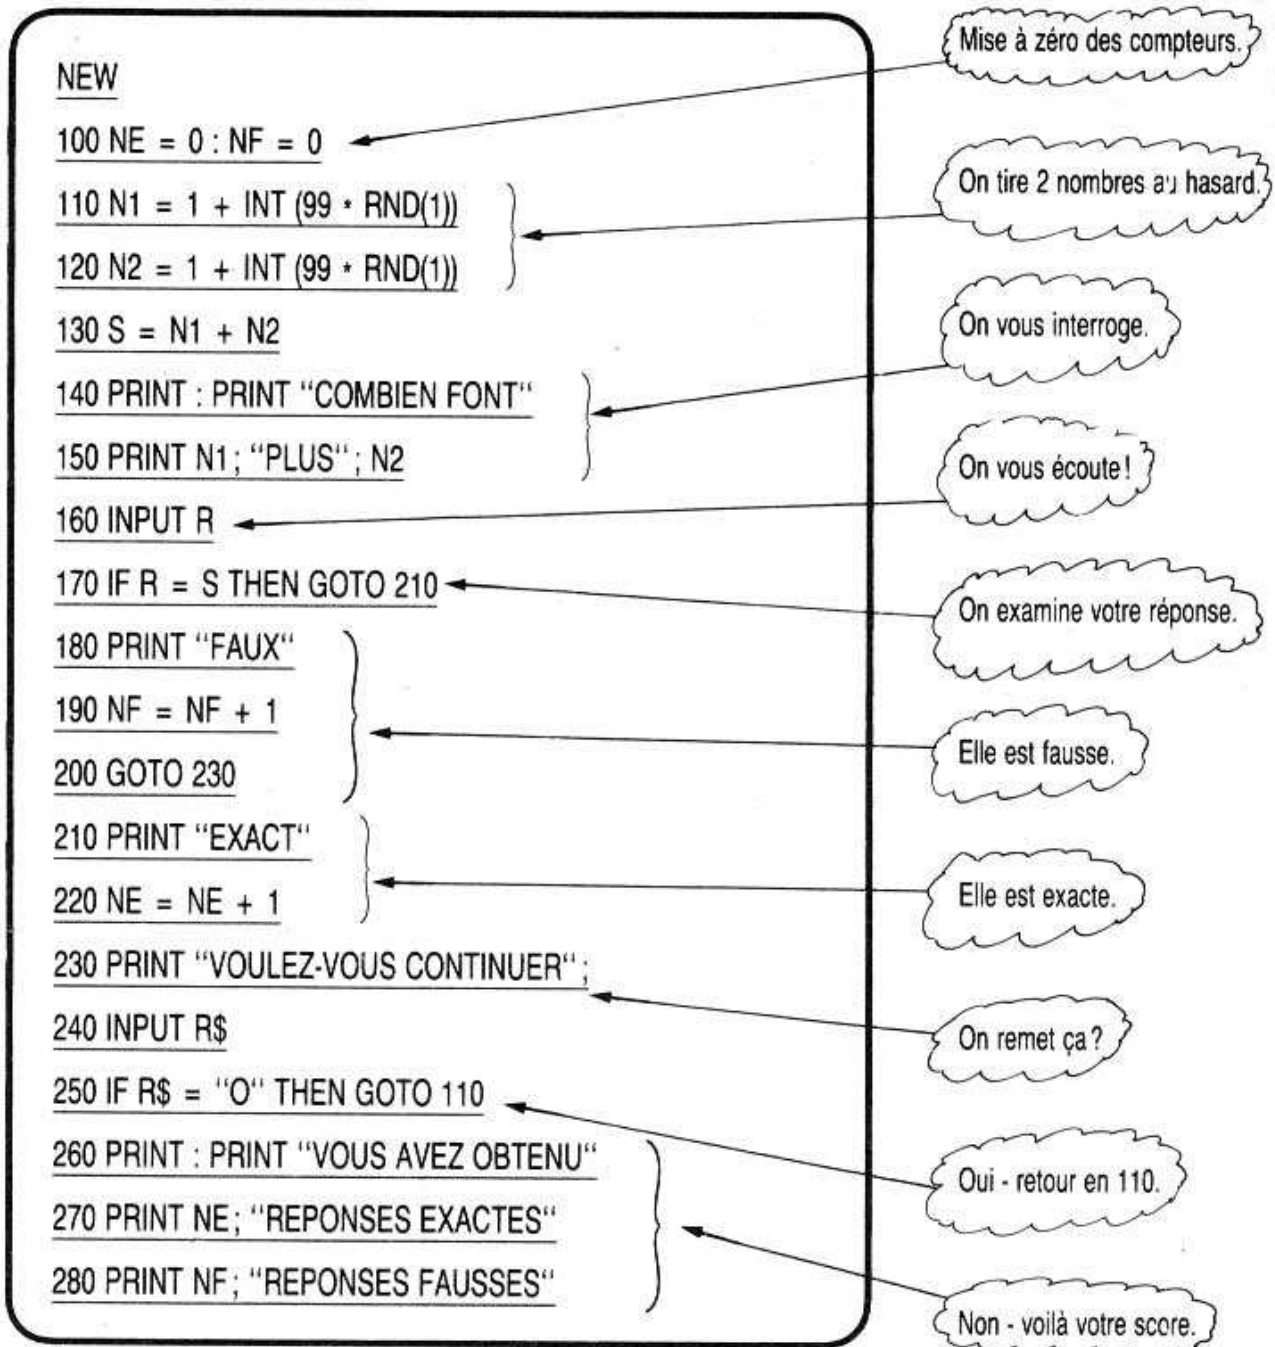 NEW
100 NE = 0 : NF = 0
110 N1 = 1 + INT (99 * RND(1))
120 N2 = 1 + INT (99 * RND(1))
130 S = N1 + N2
140 PRINT : PRINT “COMBIEN FONT“
150 PRINT N1 ; “PLUS“ ; N2
160 INPUT R
170 IF R = S THEN GOTO 210
180 PRINT “FAUX“
190 NF = NF + 1
200 GOTO 230
210 PRINT “EXACT“
220 NE = NE + 1
230 PRINT “VOULEZ-VOUS CONTINUER“ ;
240 INPUT R$
250 IF R$ = “O“ THEN GOTO 110
260 PRINT : PRINT “VOUS AVEZ OBTENU“
270 PRINT NE ; “REPONSES EXACTES“
280 PRINT NF ; “REPONSES FAUSSES“
Mise à zéro des compteurs.
On tire 2 nombres au hasard.
On vous interroge.
On vous écoute !
On examine votre réponse.
Elle est fausse.
Elle est exacte.
On remet ça ?
Oui - retour en 110.
Non - voilà votre score.